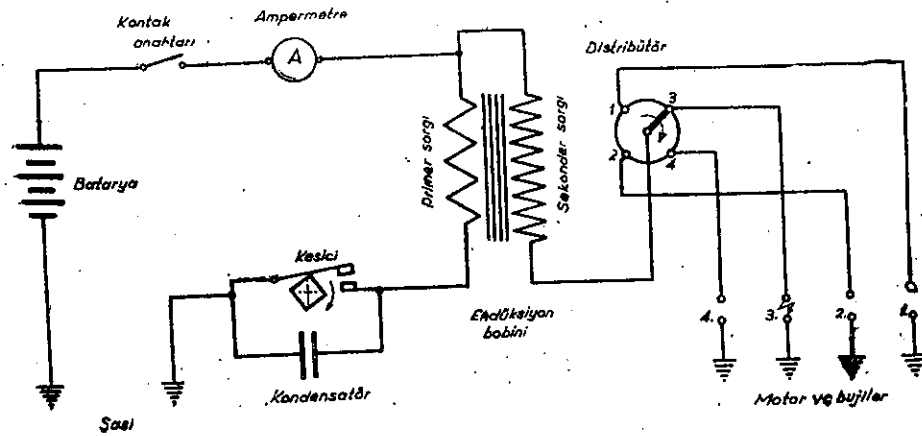 Kontak
anahtarı
Ampermetre
A
Distribütör
1
3
2
4
Batarya
Primer sargı
Sekonder sargı
Kesici
Endüksiyon
bobini
4.
3.
2.
Kondensatör
Motor ve bujiler
Şasi